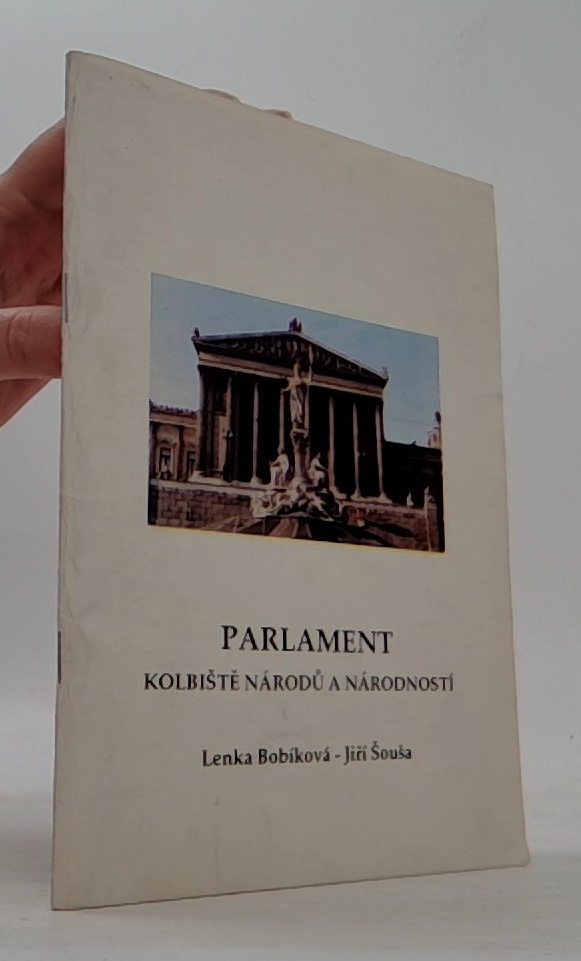 PARLAMENT
KOLBIŠTĚ NÁRODŮ A NÁRODNOSTÍ
Lenka Bobíková - Jiří Šouša